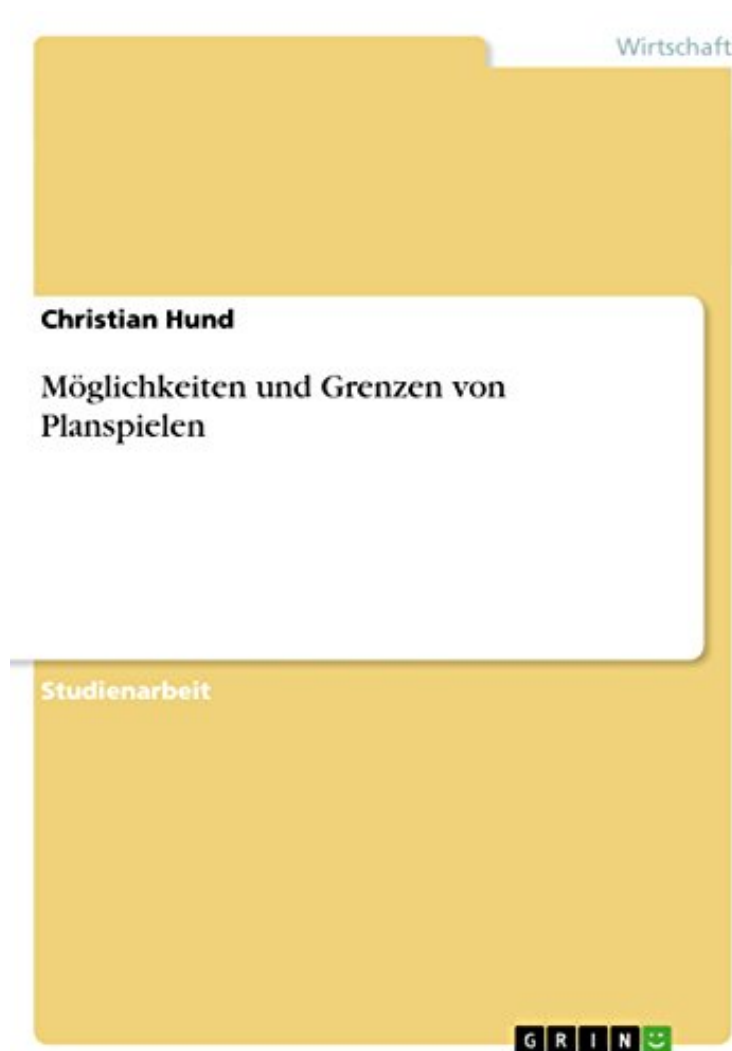 Wirtschaft
Christian Hund
Möglichkeiten und Grenzen von
Planspielen
Studienarbeit
GRIN